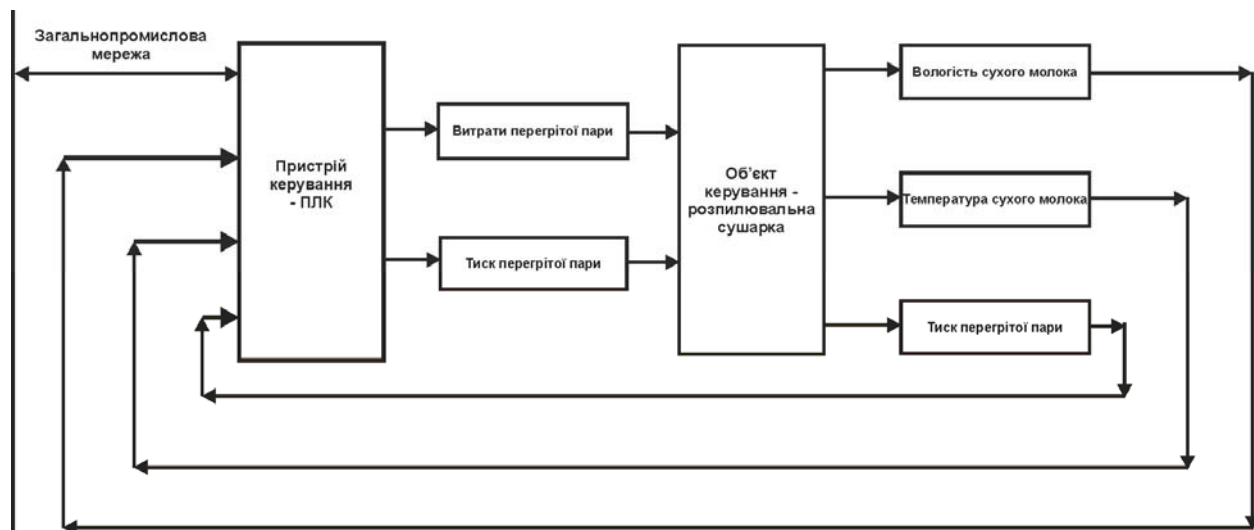 Загальнопромислова
мережа
Пристрій
керування
- ПЛК
Витрати перегрітої пари
Тиск перегрітої пари
Об'єкт
керування -
розпилювальна
сушарка
Вологість сухого молока
Температура сухого молока
Тиск перегрітої пари